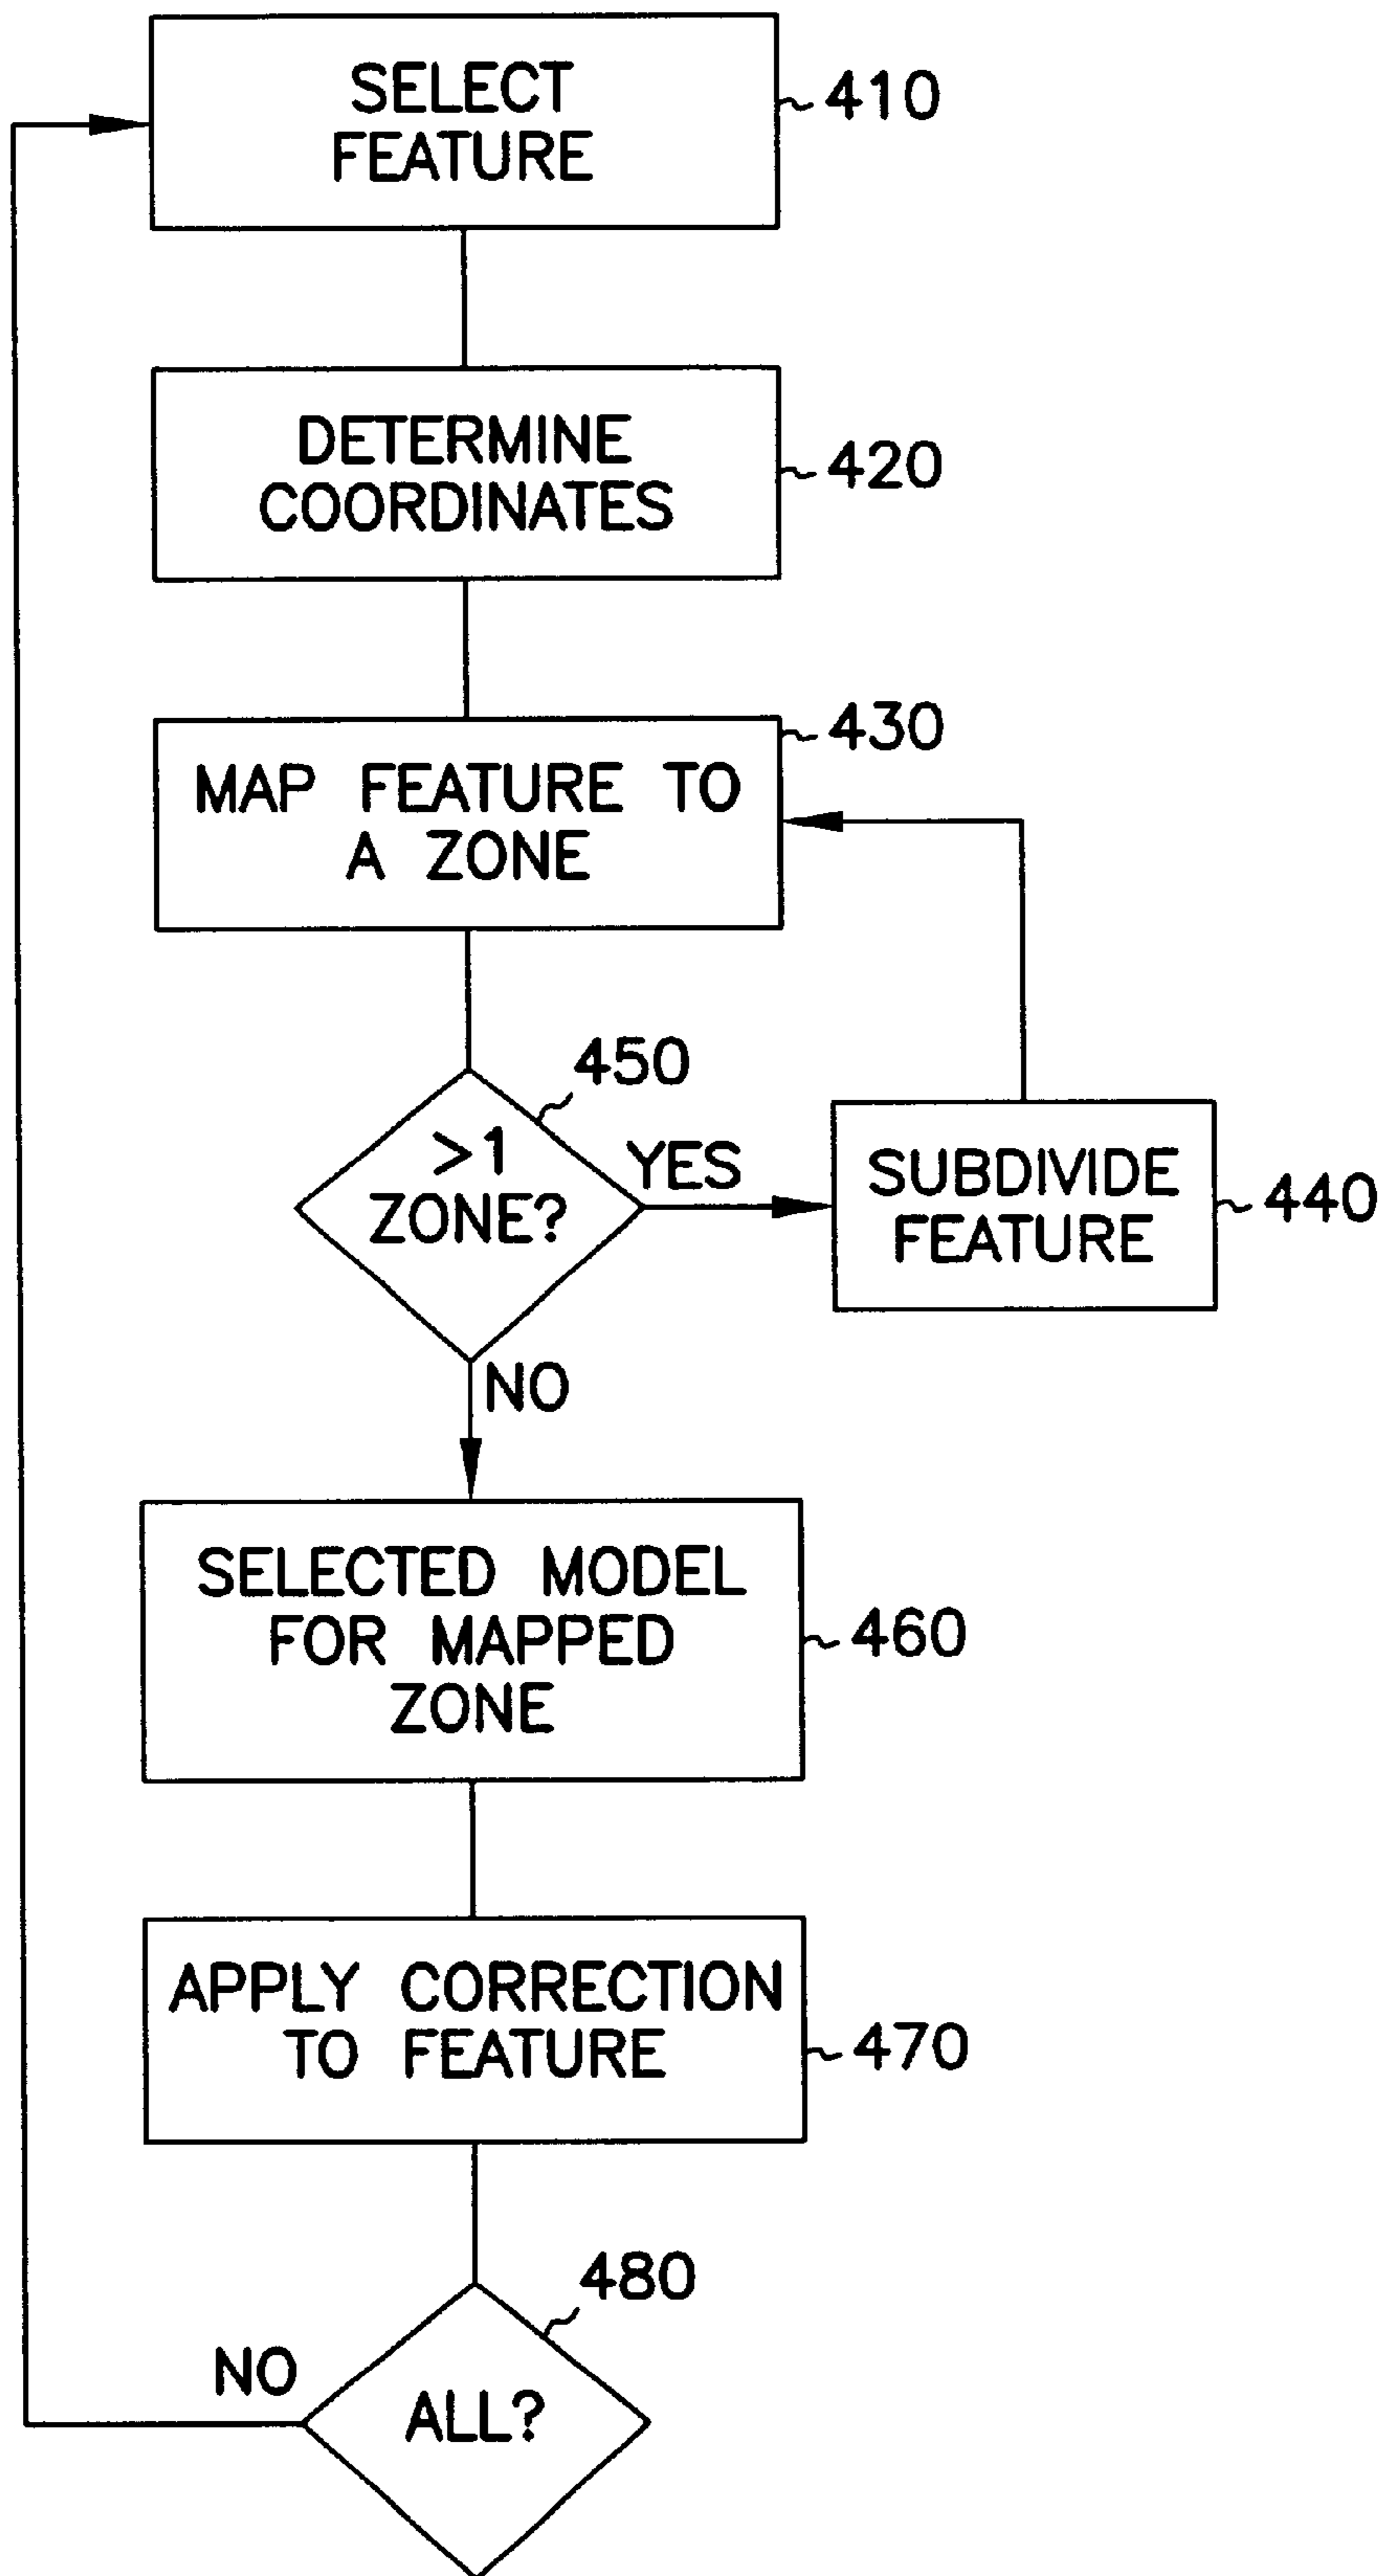 SELECT
FEATURE
410
DETERMINE
COORDINATES
420
430
MAP FEATURE TO
A ZONE
450
>1
ZONE?
YES
SUBDIVIDE
FEATURE
440
NO
SELECTED MODEL
FOR MAPPED
ZONE
460
APPLY CORRECTION
TO FEATURE
470
480
NO
ALL?